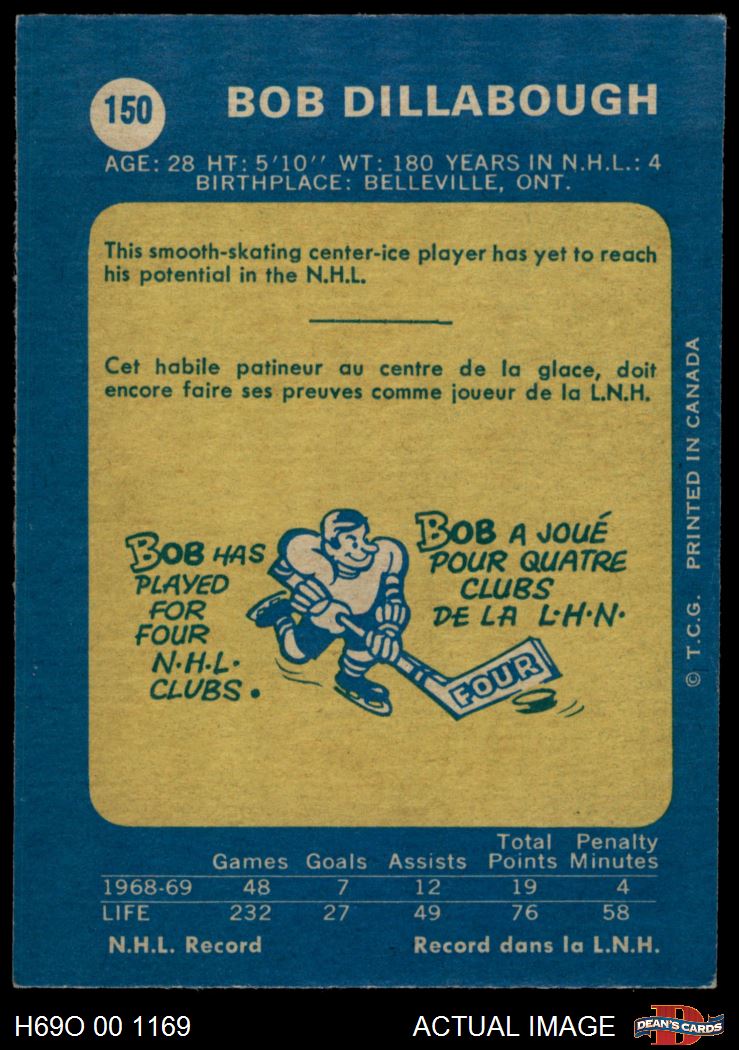 150
BOB DILLABOUGH
AGE: 28 HT: 5'10'' WT: 180 YEARS IN N.H.L.: 4
BIRTHPLACE: BELLEVILLE, ONT.
This smooth-skating center-ice player has yet to reach
his potential in the N.H.L.
Cet habile patineur au centre de la glace, doit
encore faire ses preuves comme joueur de la L.N.H.
BOB HAS
PLAYED
FOR
FOUR
N·H·L·
CLUBS.
BOB A JOUÉ
POUR QUATRE
CLUBS
DE LA L·H·N·
FOUR
© T.C.G. PRINTED IN CANADA
Games Goals Assists Total Points Penalty Minutes
1968-69 48 7 12 19 4
LIFE 232 27 49 76 58
N.H.L. Record Record dans la L.N.H.
H69O 00 1169
ACTUAL IMAGE
D
DEAN'S CARDS